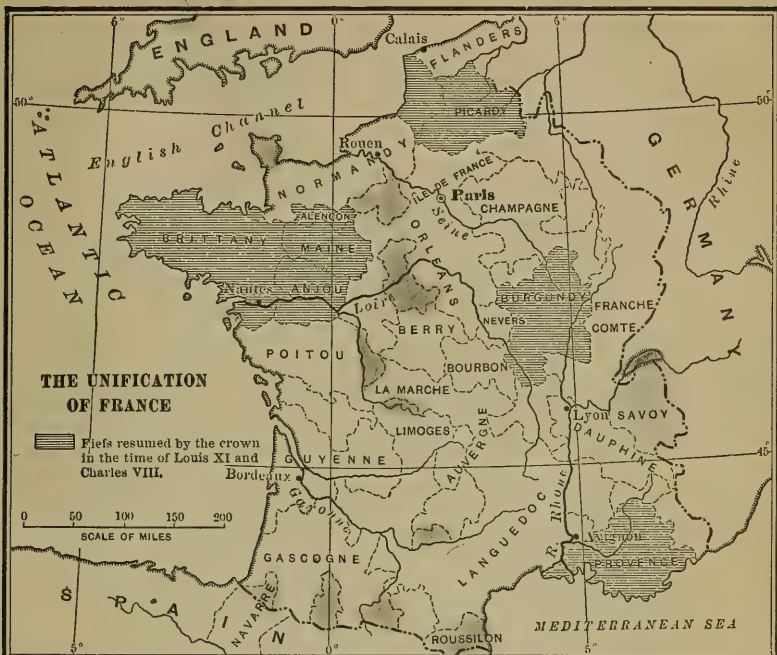 6°
0°
6°
ENGLAND
Calais
FLANDERS
50°
50°
PICARDY
ATLANTIC
OCEAN
English Channel
Rouen
NORMANDY
ILE DE FRANCE
Paris
Seine
CHAMPAGNE
GERMANY
Rhine
ALENCON
BRITTANY
MAINE
ORLEANS
Nantes
ANJOU
Loire
BURGUNDY
FRANCHE
COMTE
BERRY
NEVERS
POITOU
BOURBON
LA MARCHE
THE UNIFICATION
OF FRANCE
Fiefs resumed by the crown
in the time of Louis XI and
Charles VIII.
Lyon
SAVOY
LIMOGES
AUVERGNE
DAUPHINE
45°
GUYENNE
Bordeaux
Garonne
R. Rhone
0 50 100 150 200
SCALE OF MILES
LANGUEDOC
Avignon
GASCOGNE
PROVENCE
SPAIN
NAVARRE
ROUSSILON
MEDITERRANEAN SEA
5°
0°
5°